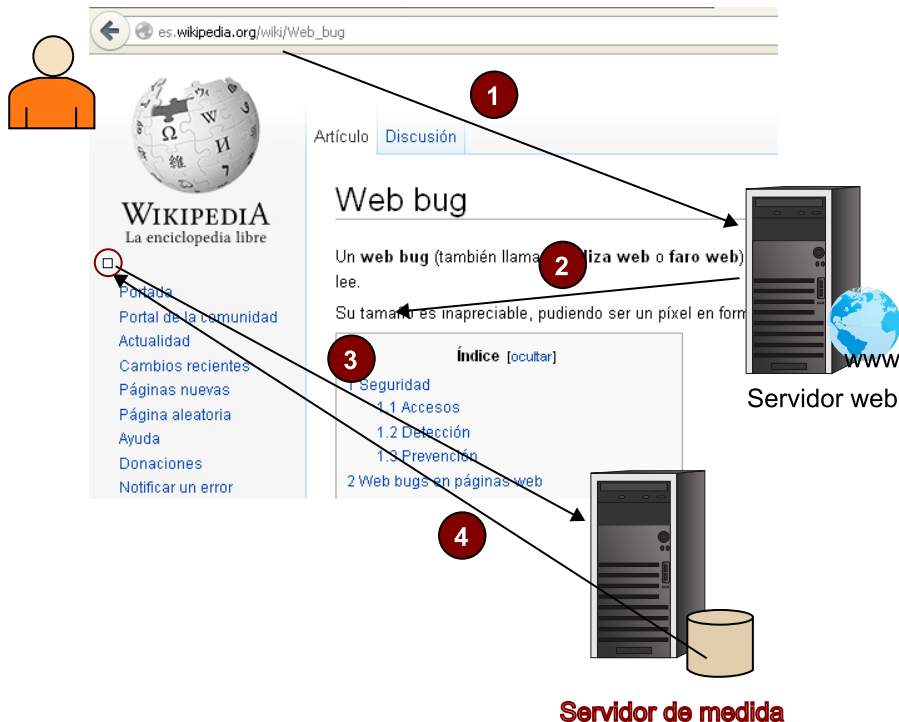 es.wikipedia.org/wiki/Web_bug
1
Artículo Discusión
WIKIPEDIA
La enciclopedia libre
Web bug
Un web bug (también llama liza web o faro web)
2
lee.
Su tamaño es inapreciable, pudiendo ser un píxel en form
Portada
Portal de la comunidad
Actualidad
Cambios recientes
Páginas nuevas
Página aleatoria
Ayuda
Donaciones
Notificar un error
3
Índice [ocultar]
1 Seguridad
1.1 Accesos
1.2 Detección
1.3 Prevención
2 Web bugs en páginas web
www
Servidor web
4
Servidor de medida